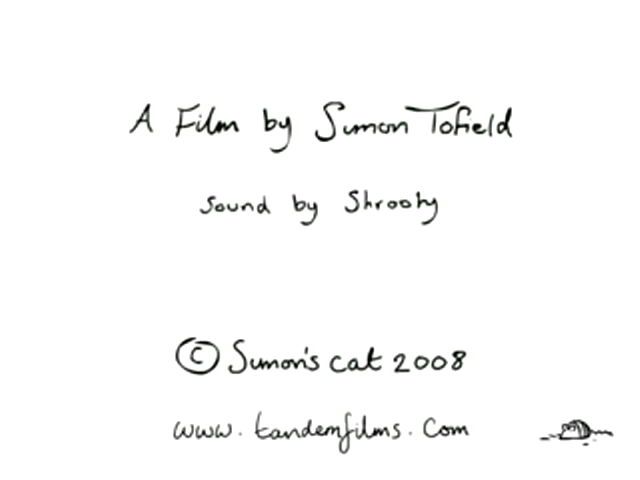 A Film by Simon Tofield
Sound by Shrooty
© Simon's Cat 2008
www.tandemfilms.com